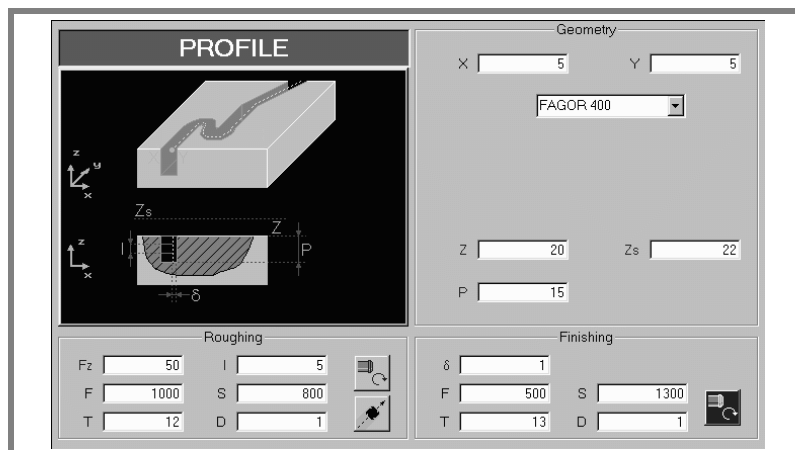 PROFILE
z
y
x
Zs
Z
z
I
P
x
δ
Geometry
X 5 Y 5
FAGOR 400
Z 20 Zs 22
P 15
Roughing
Fz 50 I 5
F 1000 S 800
T 12 D 1
Finishing
δ 1
F 500 S 1300
T 13 D 1